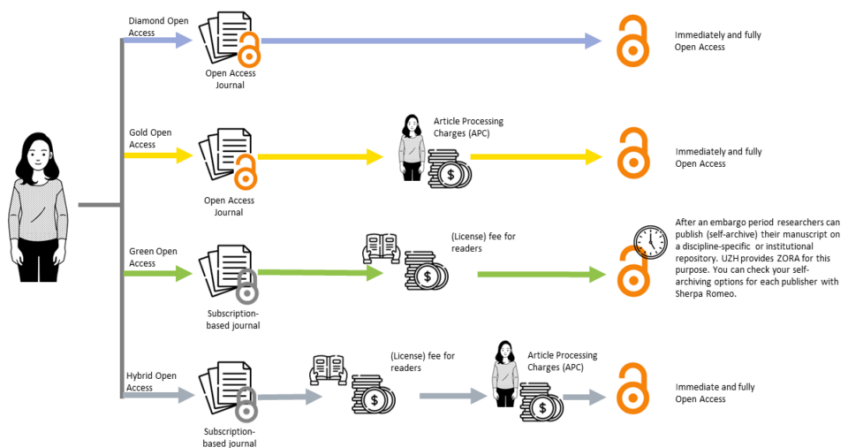 Diamond Open
Access
Open Access
Journal
Immediately and fully
Open Access
Gold Open
Access
Open Access
Journal
Article Processing
Charges (APC)
$
Immediately and fully
Open Access
Green Open
Access
Subscription-
based journal
(License) fee for
readers
$
After an embargo period researchers can
publish (self-archive) their manuscript on
a discipline-specific or institutional
repository. UZH provides ZORA for this
purpose. You can check your self-
archiving options for each publisher with
Sherpa Romeo.
Hybrid Open
Access
Subscription-
based journal
(License) fee for
readers
$
Article Processing
Charges (APC)
$
Immediate and fully
Open Access